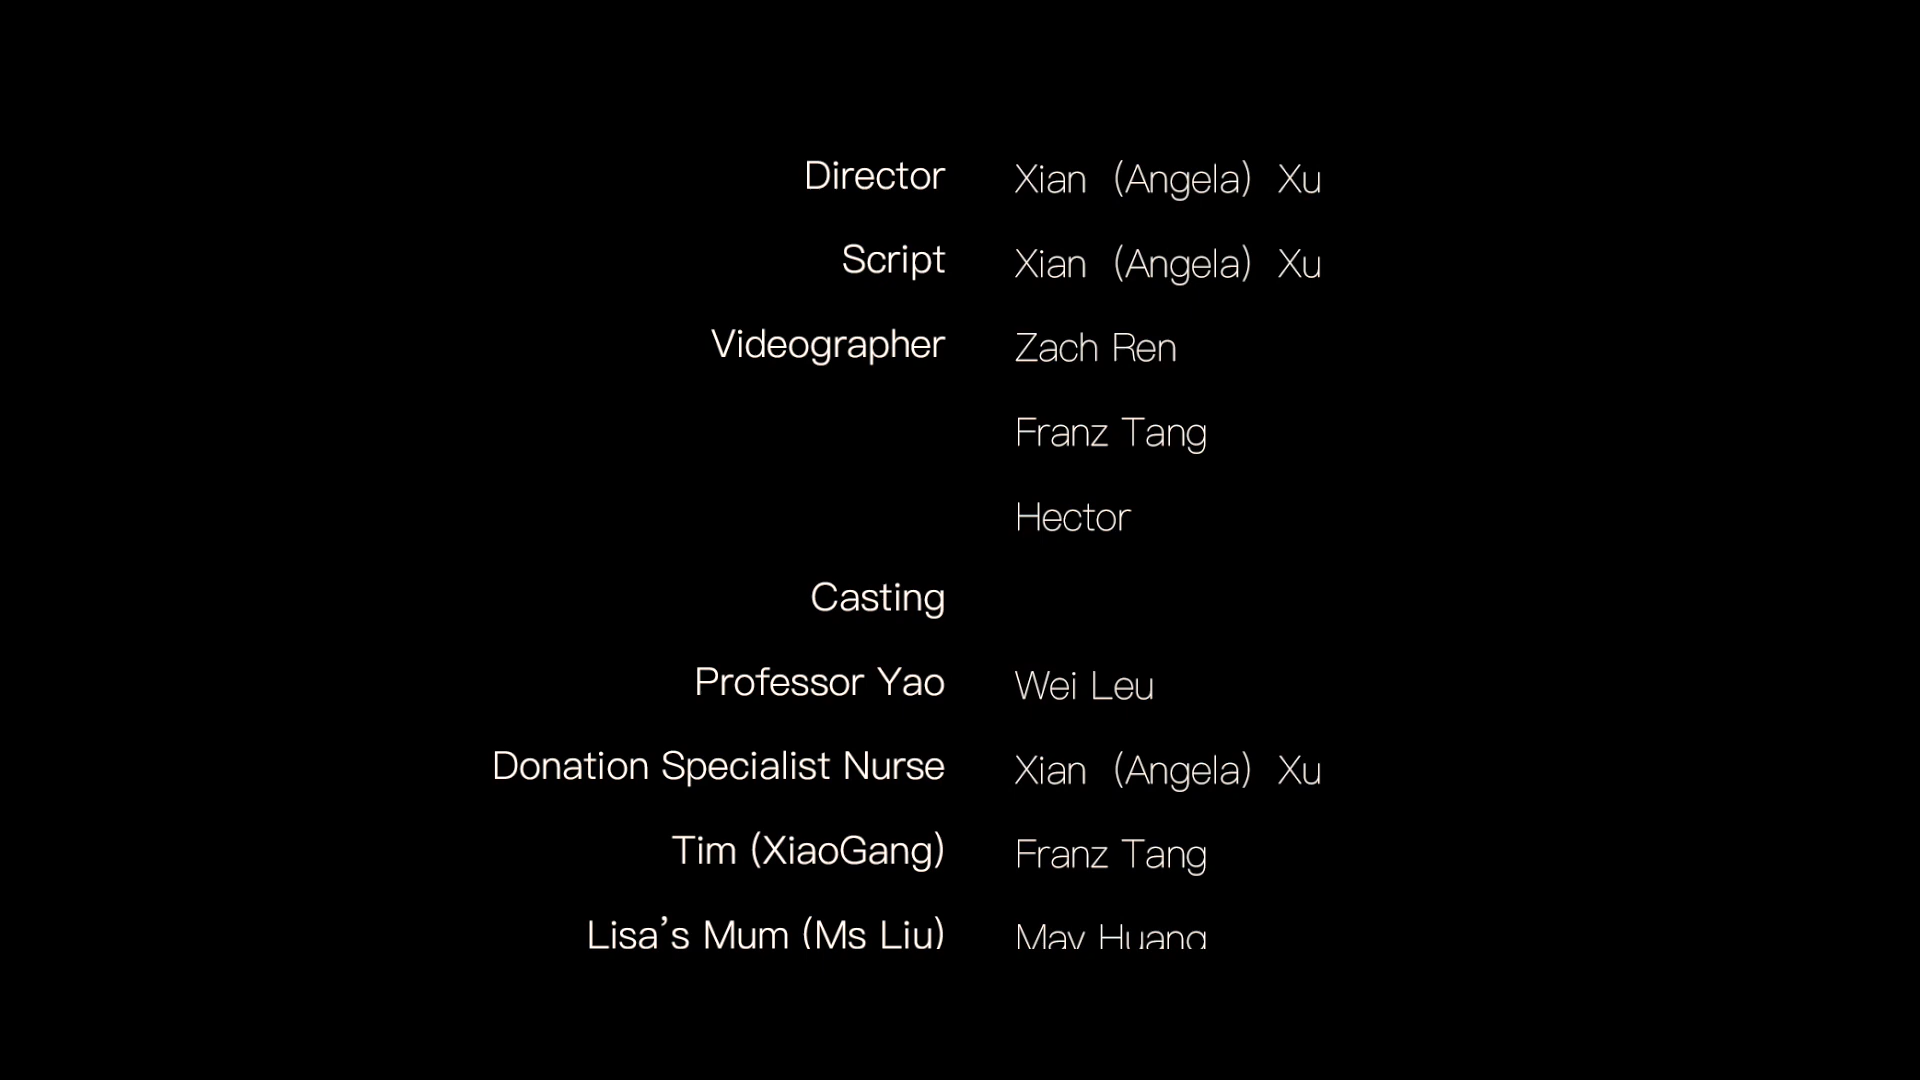 Director Xian (Angela) Xu
Script Xian (Angela) Xu
Videographer Zach Ren
Franz Tang
Hector
Casting
Professor Yao Wei Leu
Donation Specialist Nurse Xian (Angela) Xu
Tim (XiaoGang) Franz Tang
Lisa’s Mum (Ms Liu) May Huang